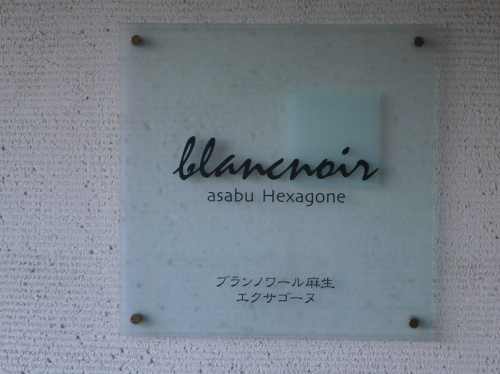 blancnoir
asabu Hexagone
ブランノワール麻生
エクサゴーヌ